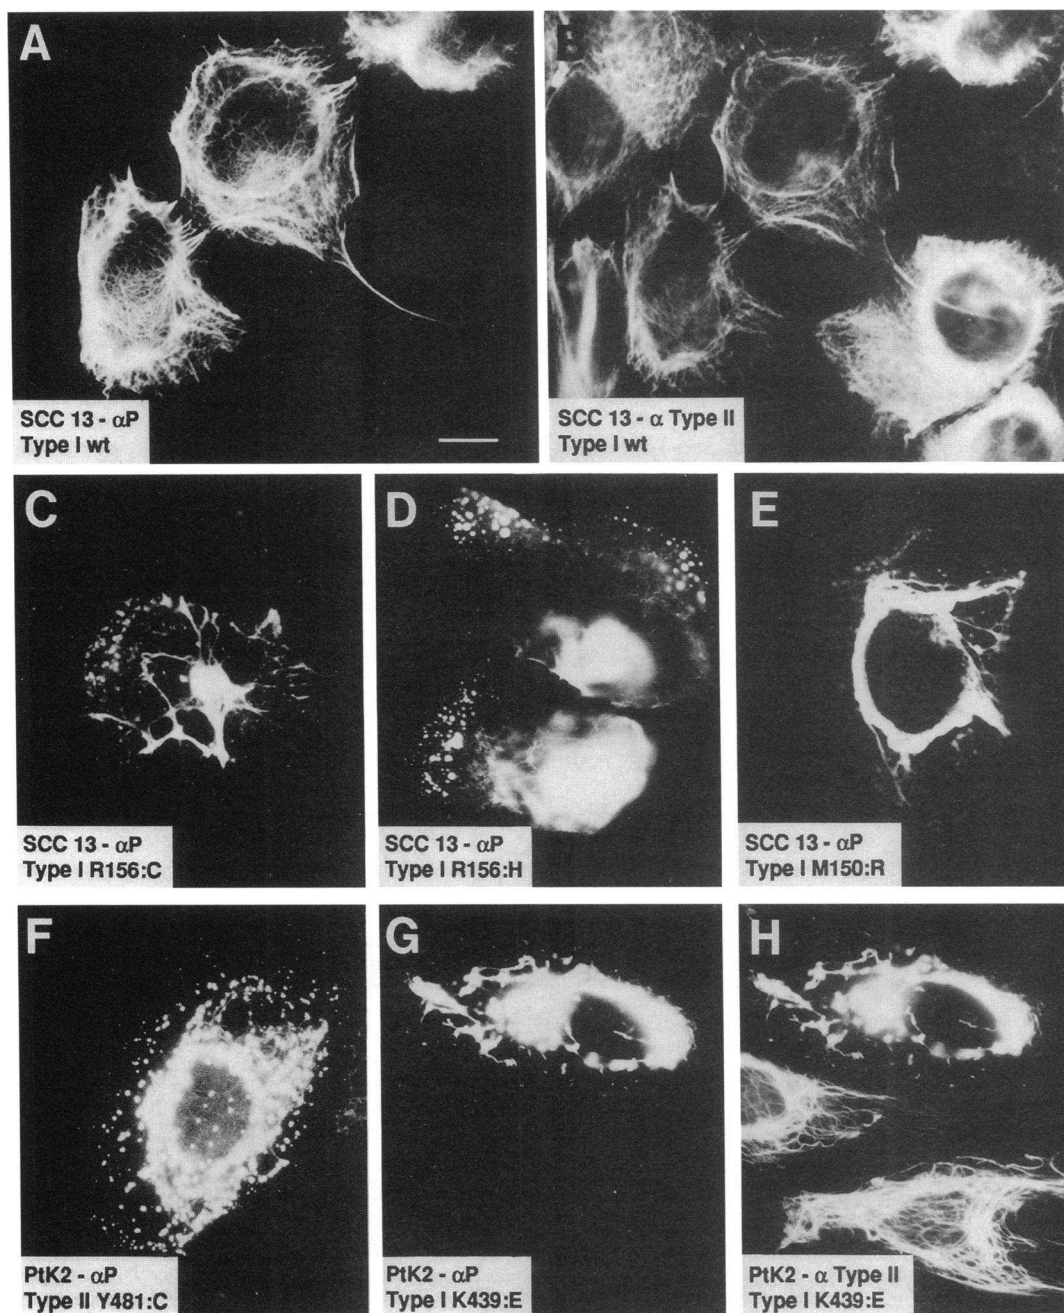 A
B
SCC 13 - αP
Type I wt
SCC 13 - α Type II
Type I wt
C
D
E
SCC 13 - αP
Type I R156:C
SCC 13 - αP
Type I R156:H
SCC 13 - αP
Type I M150:R
F
G
H
PtK2 - αP
Type II Y481:C
PtK2 - αP
Type I K439:E
PtK2 - α Type II
Type I K439:E